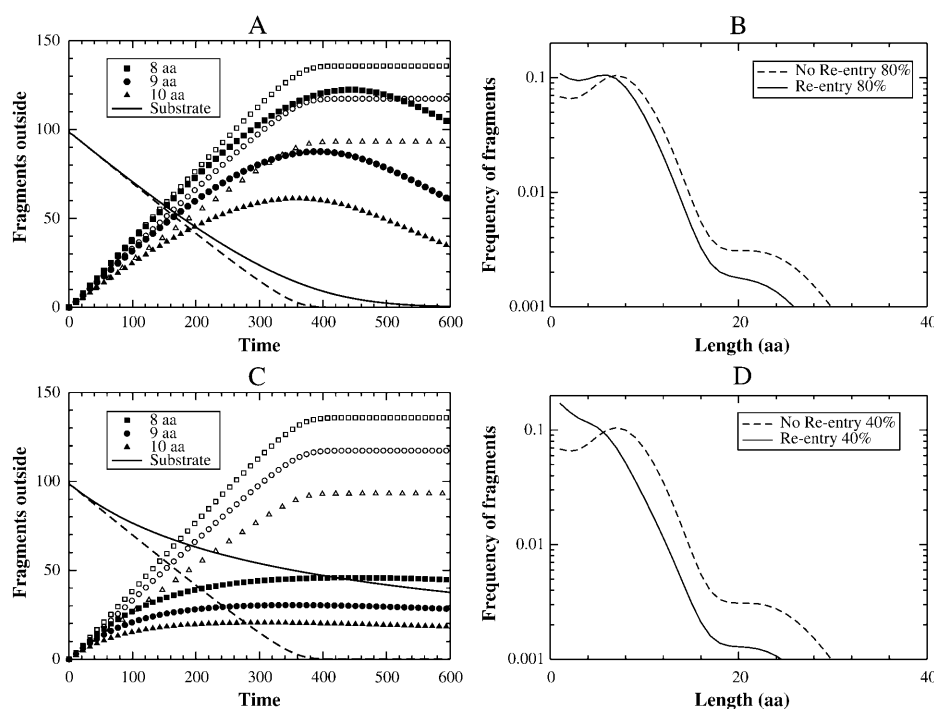 A
150
100
50
0
Fragments outside
8 aa
9 aa
10 aa
Substrate
0 100 200 300 400 500 600
Time
B
0.1
0.01
0.001
Frequency of fragments
No Re-entry 80%
Re-entry 80%
0 20 40
Length (aa)
C
150
100
50
0
Fragments outside
8 aa
9 aa
10 aa
Substrate
0 100 200 300 400 500 600
Time
D
0.1
0.01
0.001
Frequency of fragments
No Re-entry 40%
Re-entry 40%
0 20 40
Length (aa)